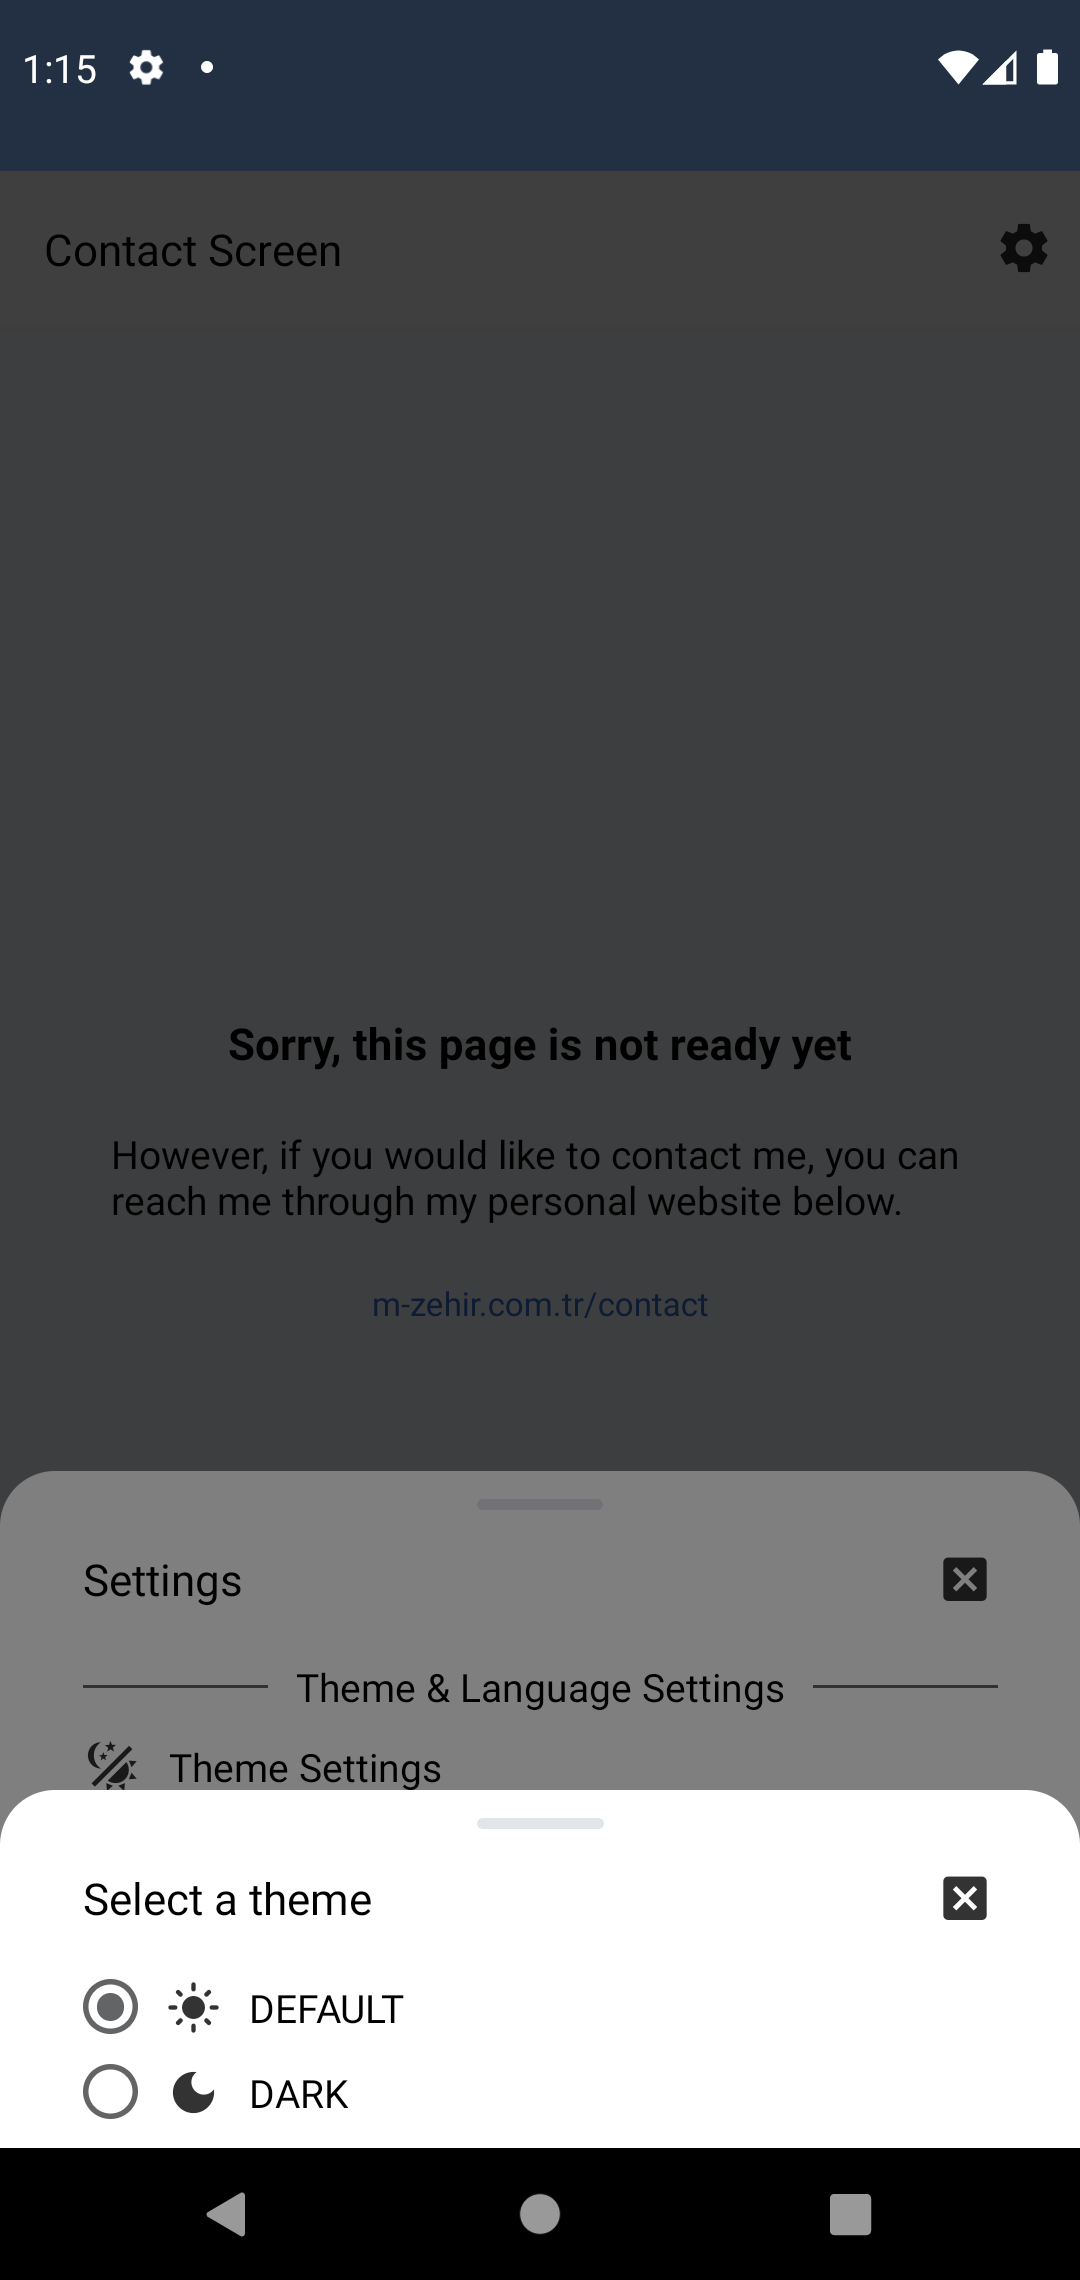 1:15
Contact Screen
Sorry, this page is not ready yet
However, if you would like to contact me, you can
reach me through my personal website below.
m-zehir.com.tr/contact
Settings
Theme & Language Settings
Theme Settings
Select a theme
DEFAULT
DARK